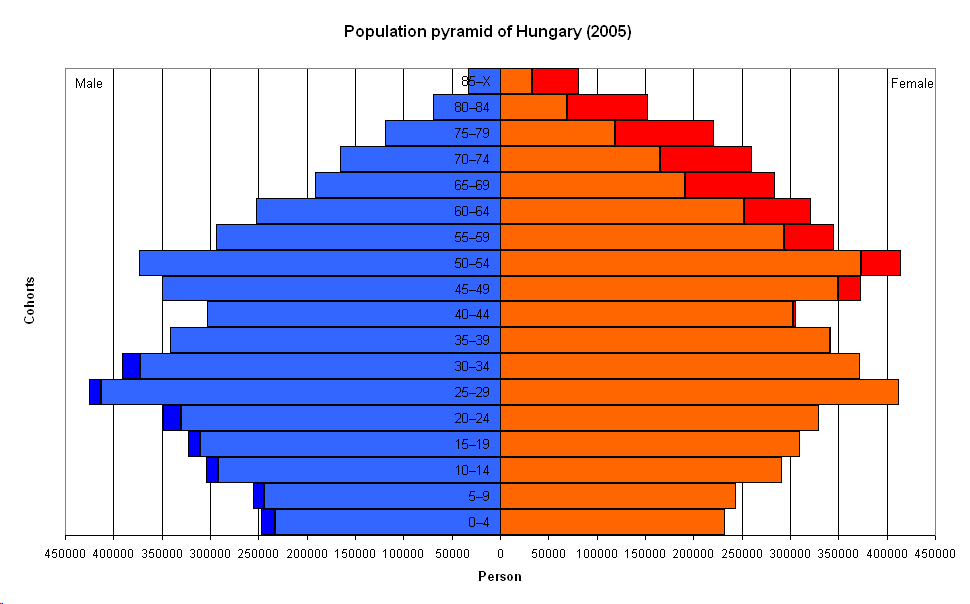 Population pyramid of Hungary (2005)
Male
Female
85–X
80–84
75–79
70–74
65–69
60–64
55–59
50–54
45–49
40–44
35–39
30–34
25–29
20–24
15–19
10–14
5–9
0–4
Cohorts
450000 400000 350000 300000 250000 200000 150000 100000 50000 0 50000 100000 150000 200000 250000 300000 350000 400000 450000
Person